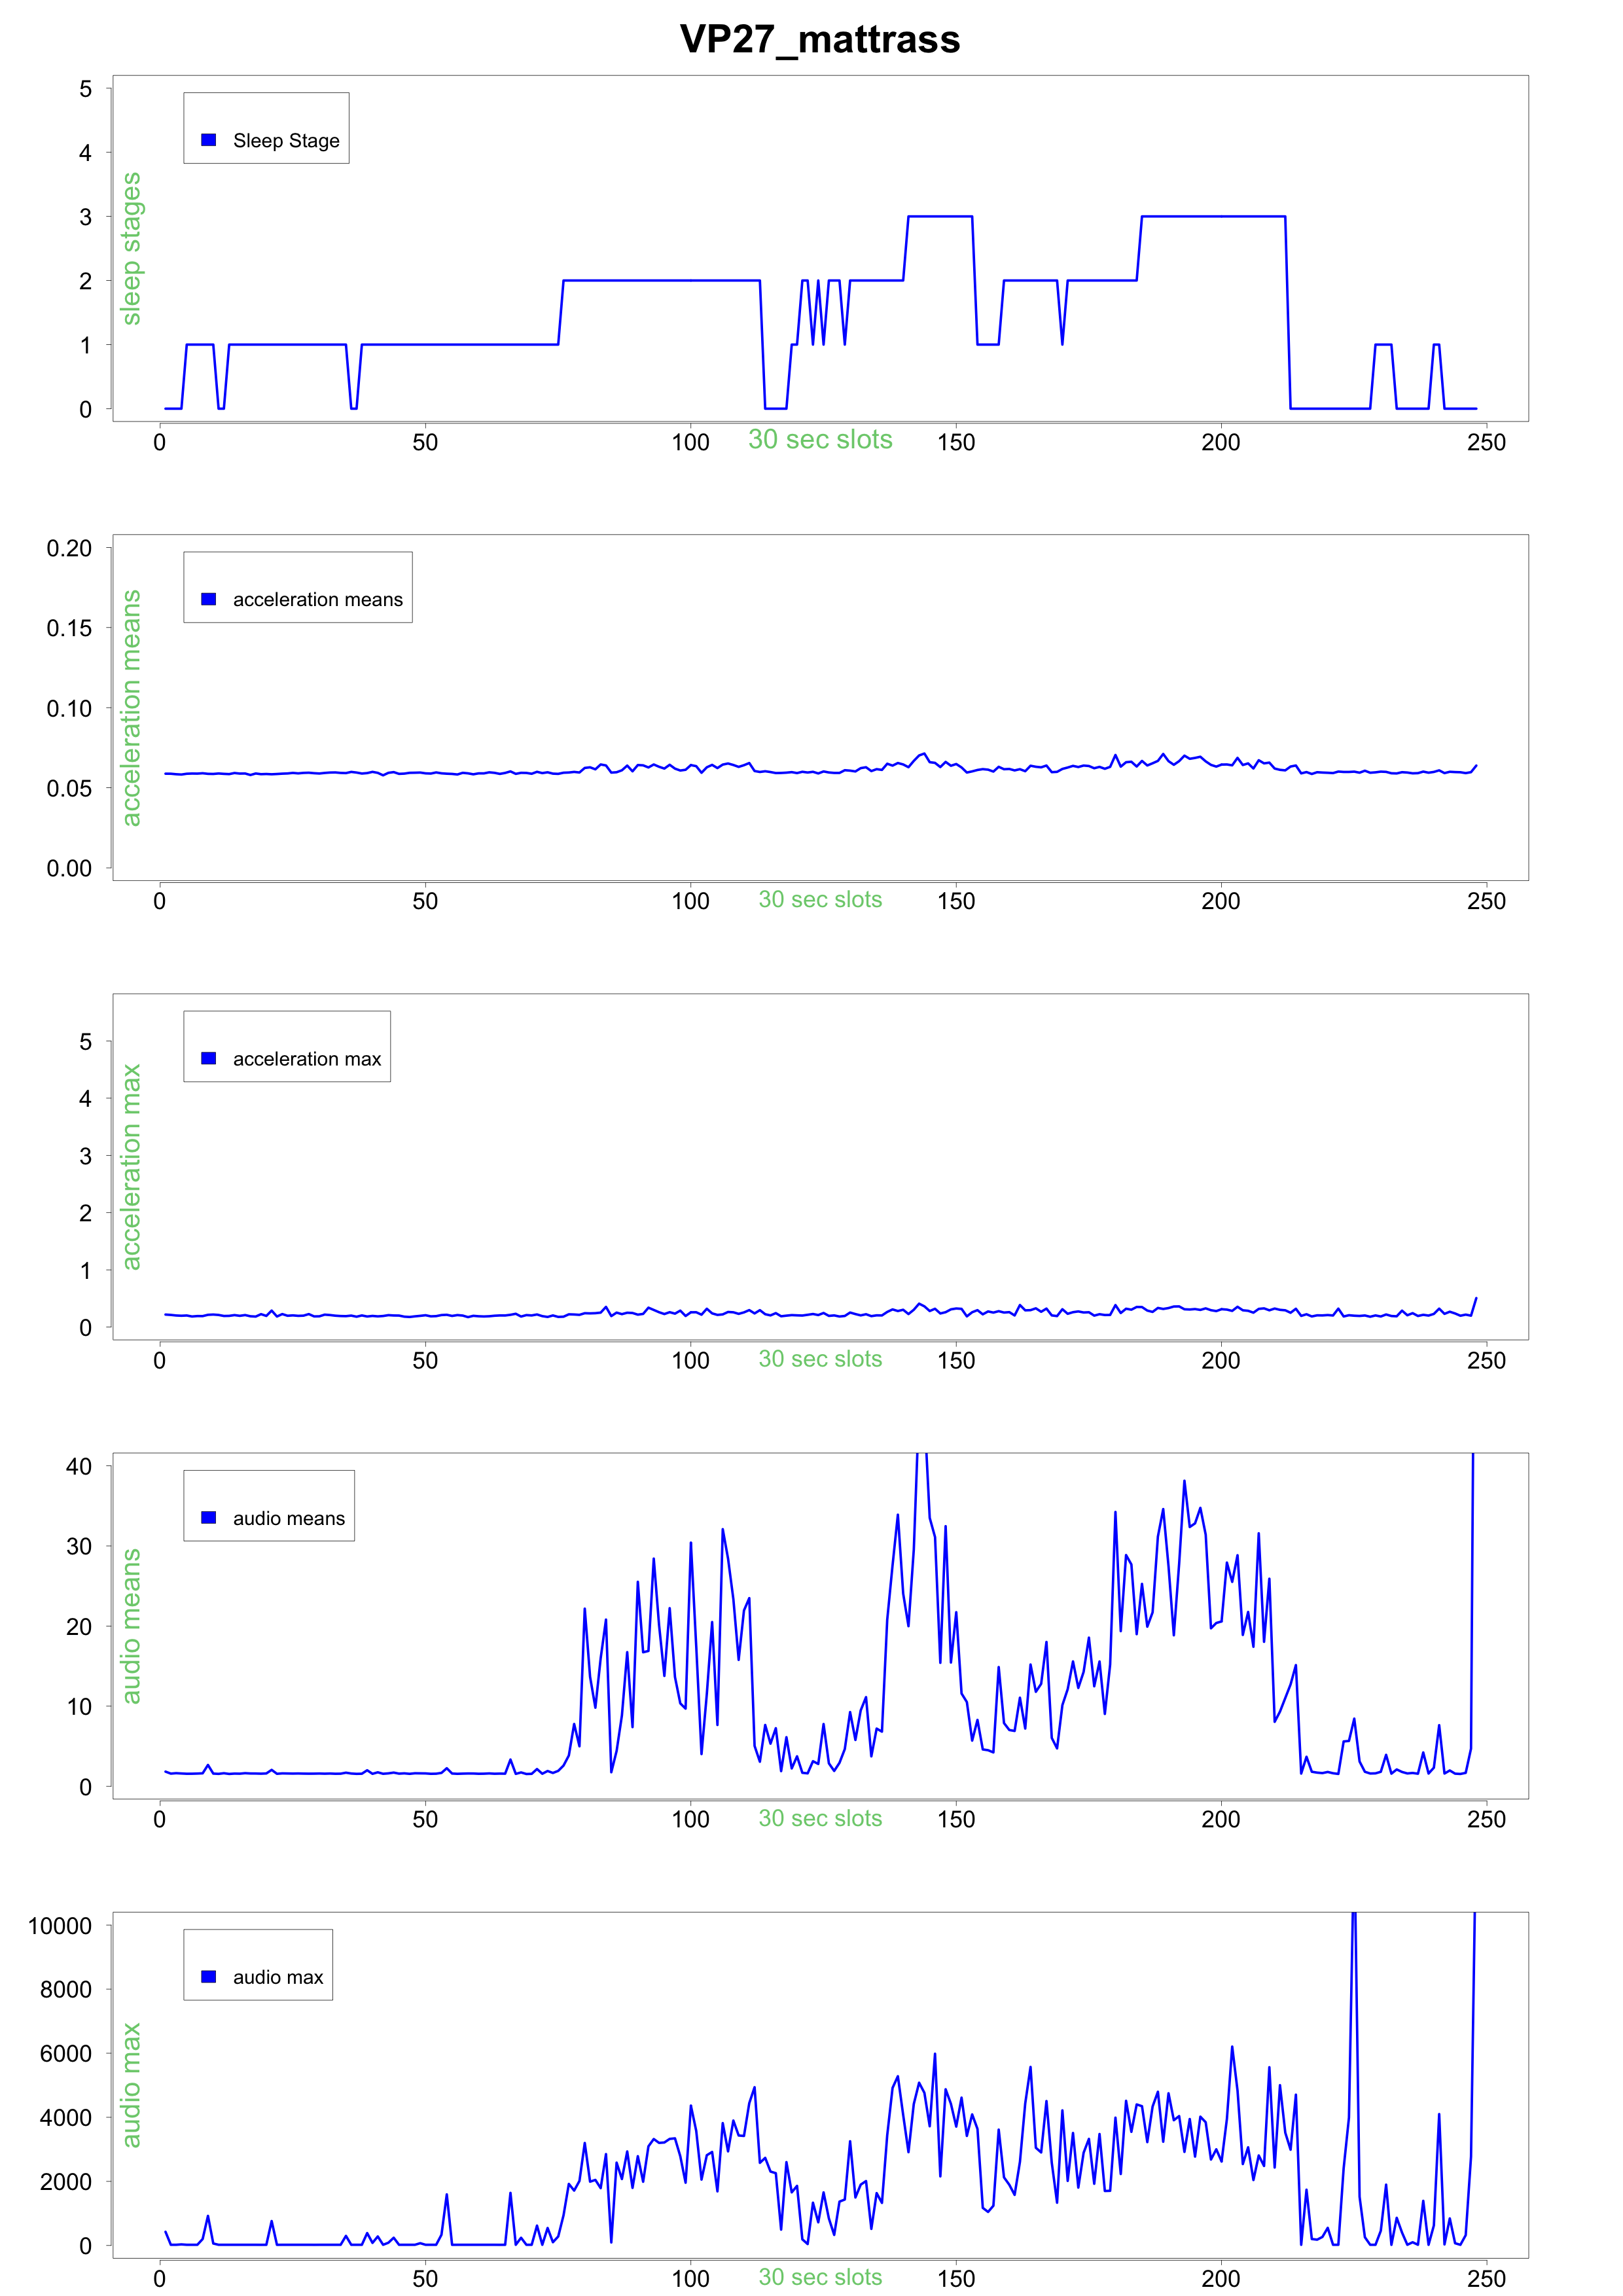 VP27_mattrass
5
4
3
2
1
0
sleep stages
Sleep Stage
0 50 100 150 200 250
30 sec slots
0.20
0.15
0.10
0.05
0.00
acceleration means
acceleration means
0 50 100 150 200 250
30 sec slots
5
4
3
2
1
0
acceleration max
acceleration max
0 50 100 150 200 250
30 sec slots
40
30
20
10
0
audio means
audio means
0 50 100 150 200 250
30 sec slots
10000
8000
6000
4000
2000
0
audio max
audio max
0 50 100 150 200 250
30 sec slots